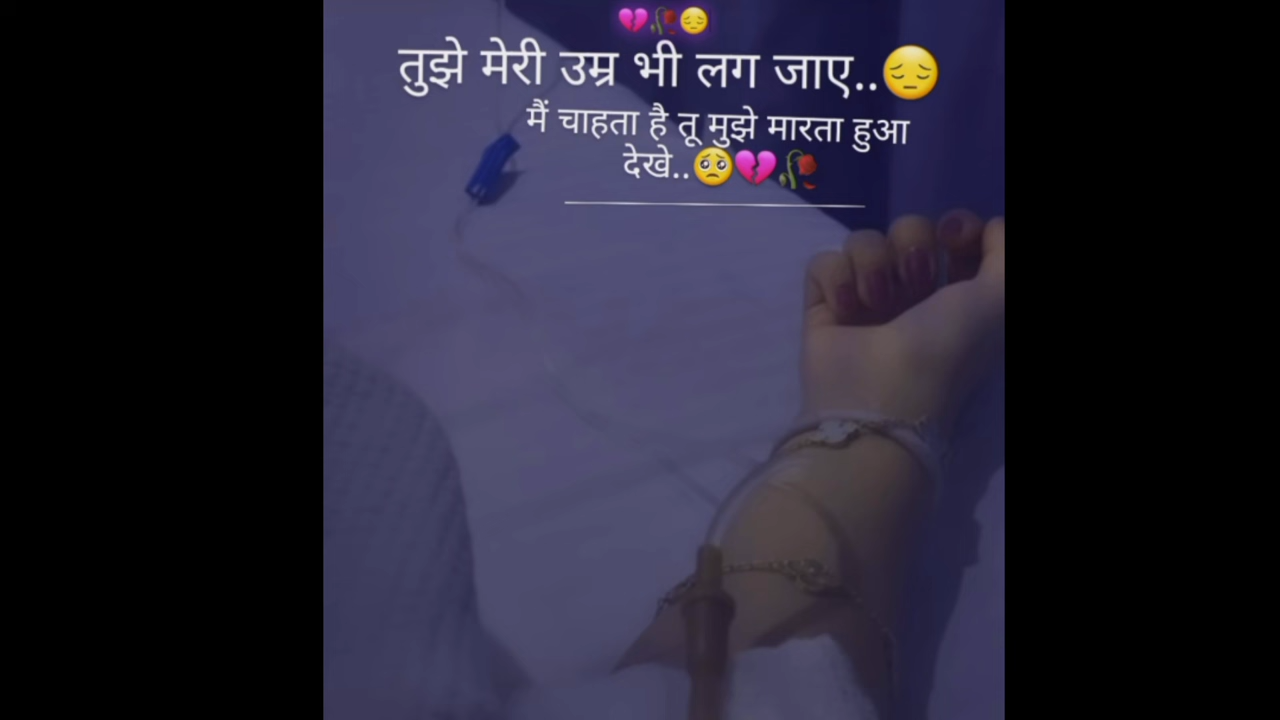 💔🥀😔
तुझे मेरी उम्र भी लग जाए..😔
मैं चाहता है तू मुझे मारता हुआ
देखे..🥺💔🥀